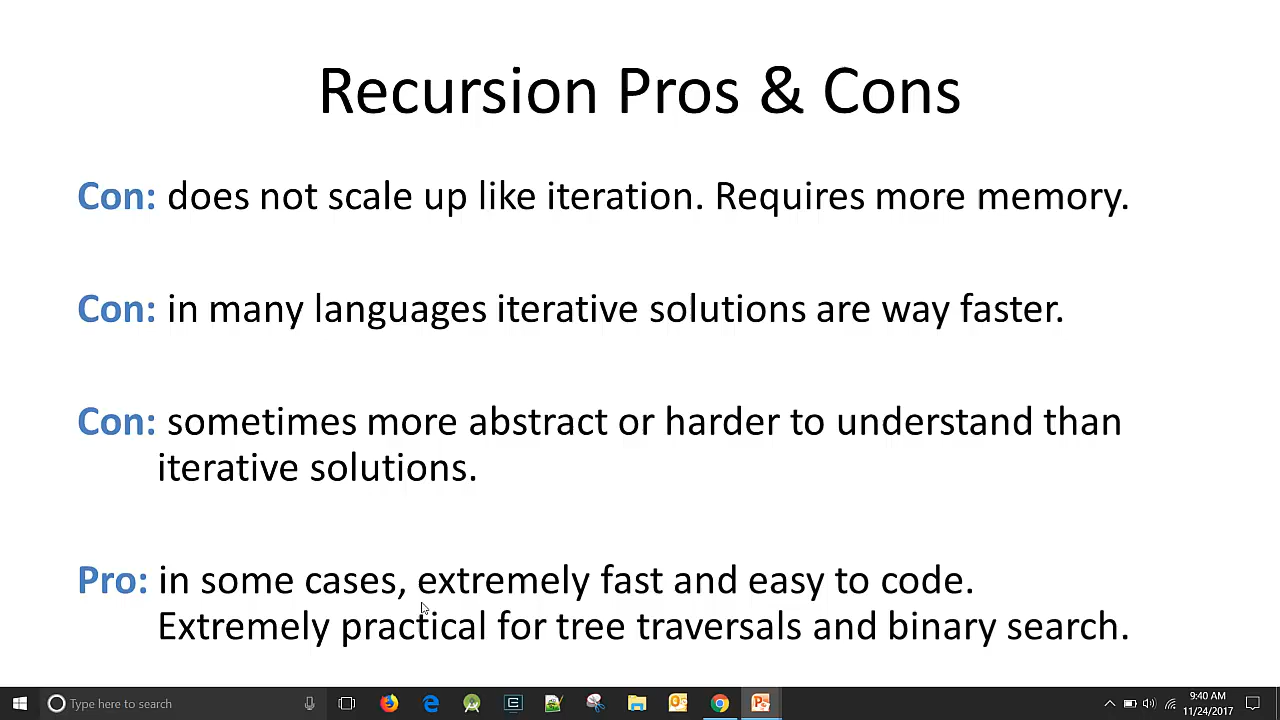 Recursion Pros & Cons
Con: does not scale up like iteration. Requires more memory.
Con: in many languages iterative solutions are way faster.
Con: sometimes more abstract or harder to understand than
iterative solutions.
Pro: in some cases, extremely fast and easy to code.
Extremely practical for tree traversals and binary search.
Type here to search
9:40 AM
11/24/2017